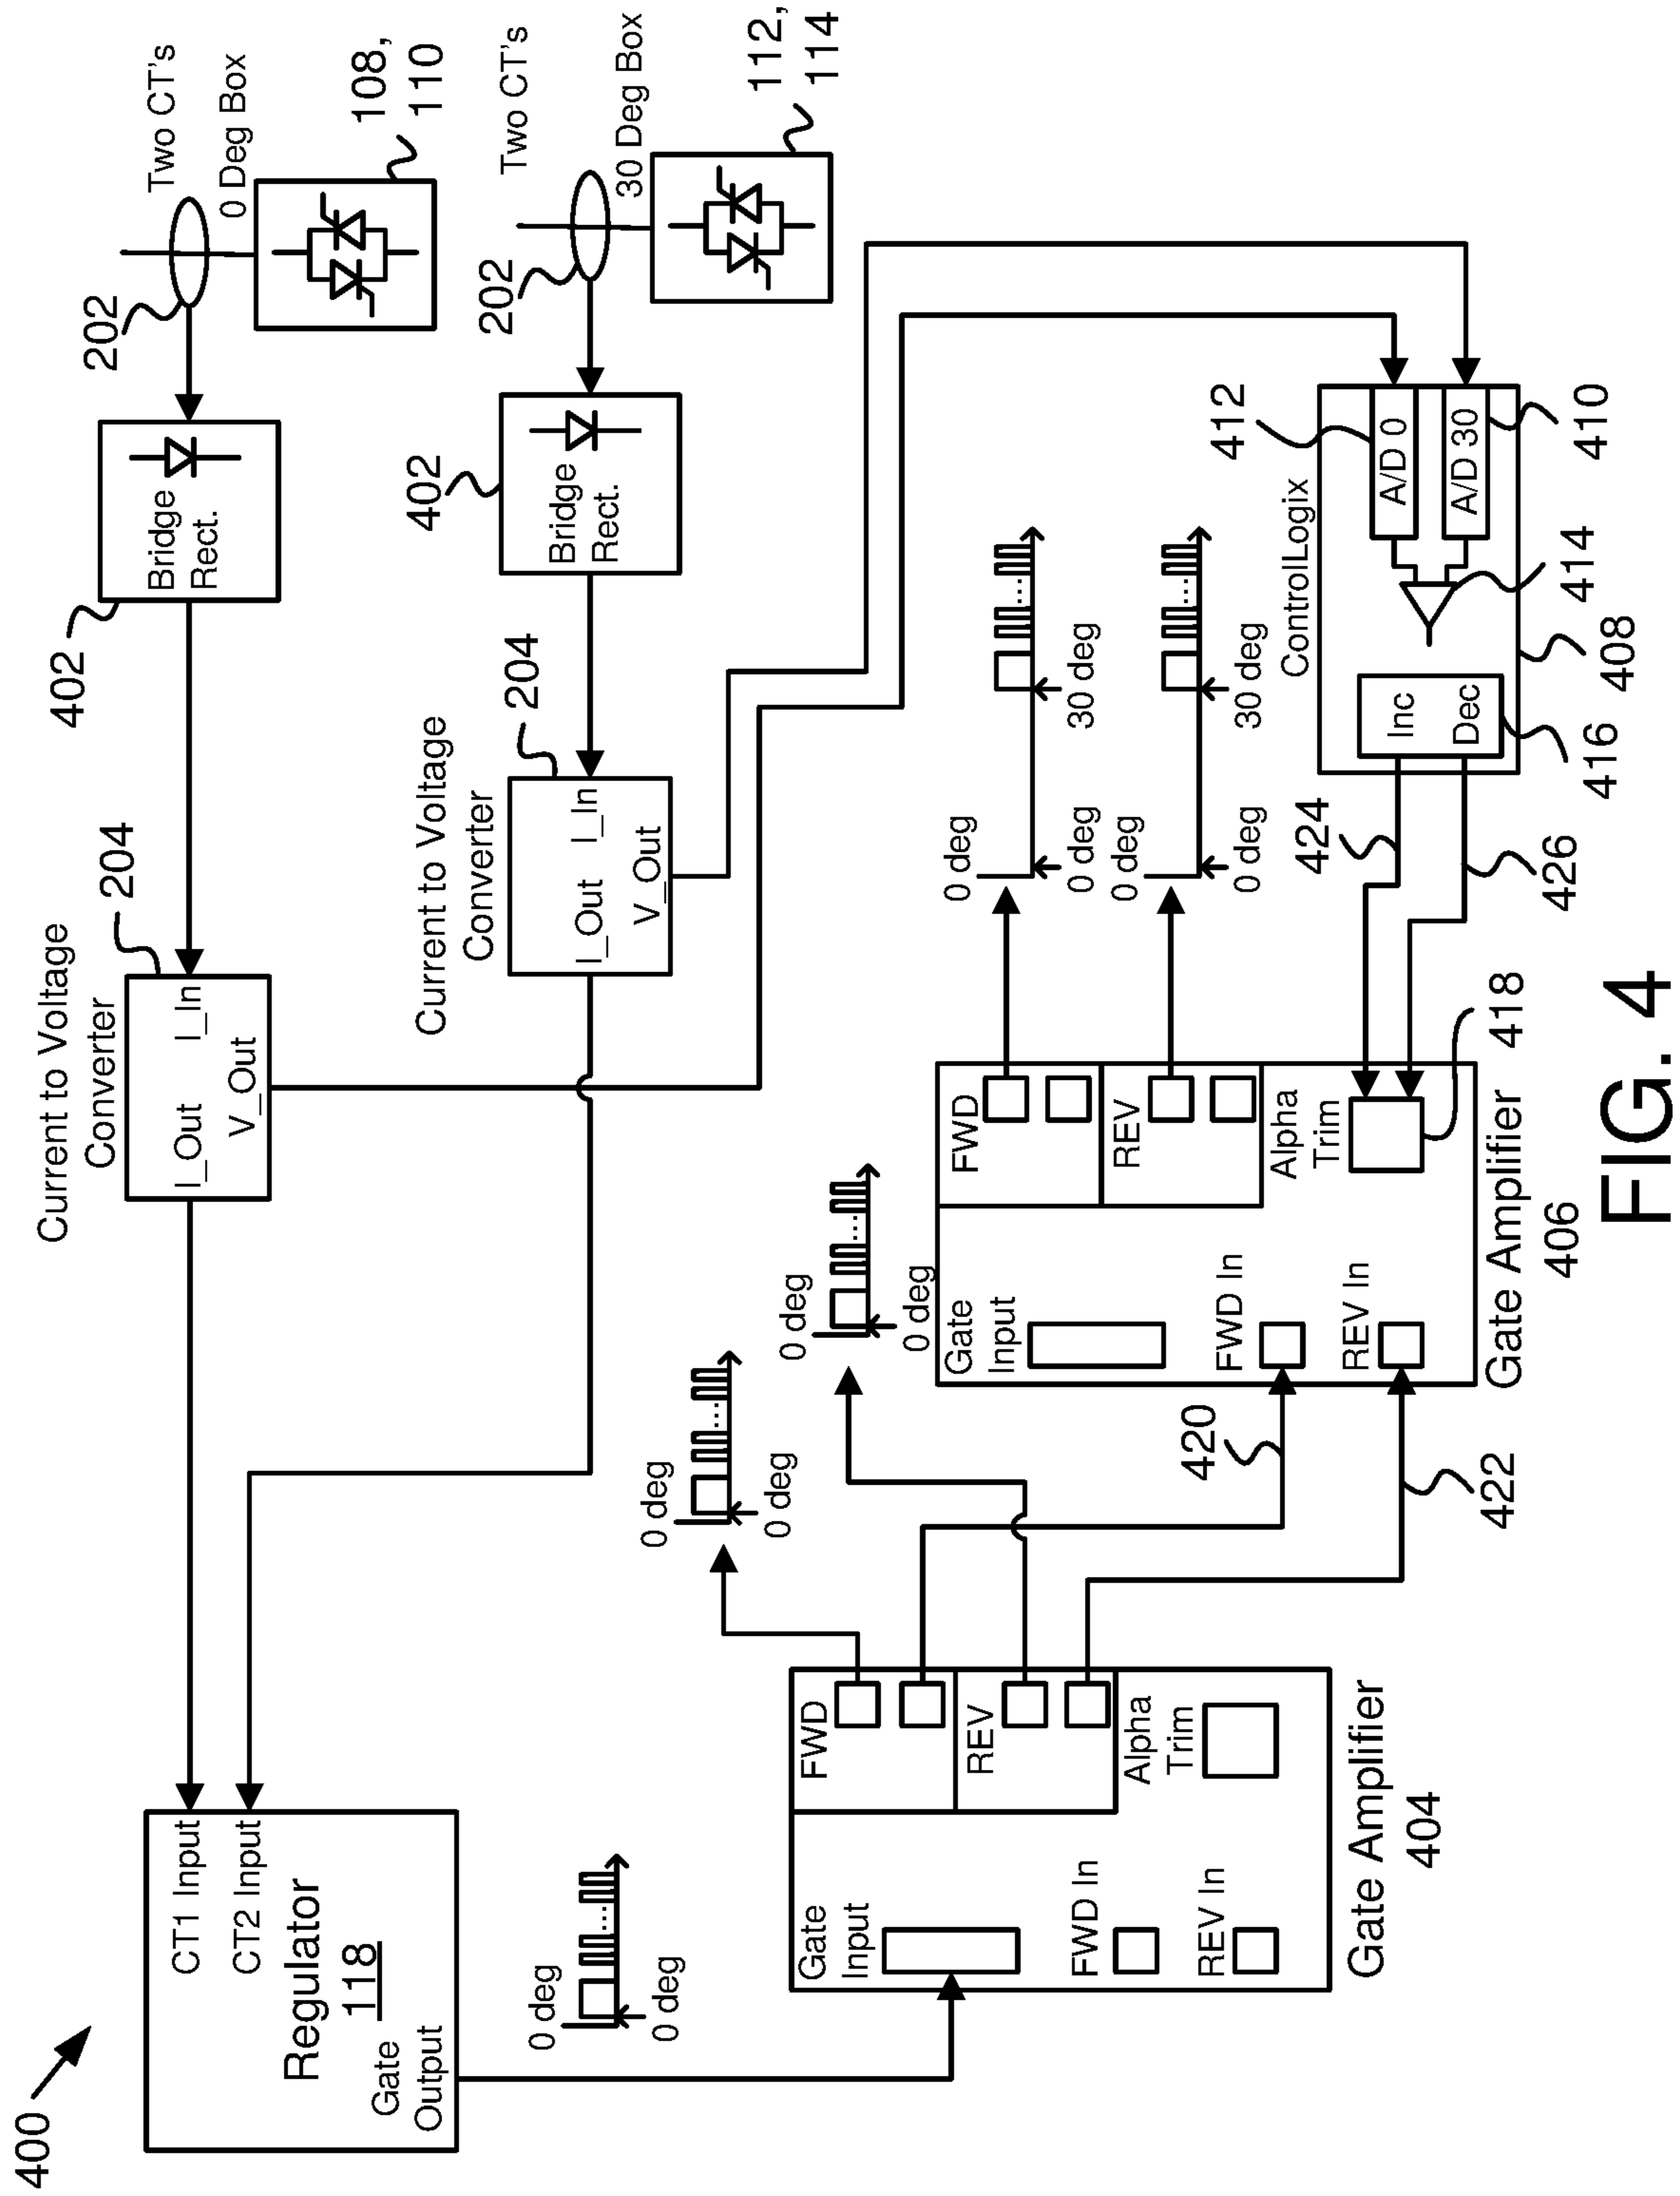 400
Regulator
118
CT1 Input
CT2 Input
Gate
Output
Current to Voltage
Converter
204
I_Out
I_In
V_Out
402
Bridge
Rect.
202
Two CT's
0 Deg Box
108,
110
Current to Voltage
Converter
204
I_Out
I_In
V_Out
402
Bridge
Rect.
202
Two CT's
30 Deg Box
112,
114
0 deg
0 deg
0 deg
0 deg
0 deg
0 deg
0 deg
0 deg
30 deg
0 deg
0 deg
30 deg
Gate
Input
FWD
REV
FWD In
REV In
Alpha
Trim
Gate Amplifier
404
420
422
Gate
Input
FWD
REV
FWD In
REV In
Alpha
Trim
418
Gate Amplifier
406
424
426
ControlLogix
Inc
Dec
416
408
414
412
A/D 0
A/D 30
410
FIG. 4